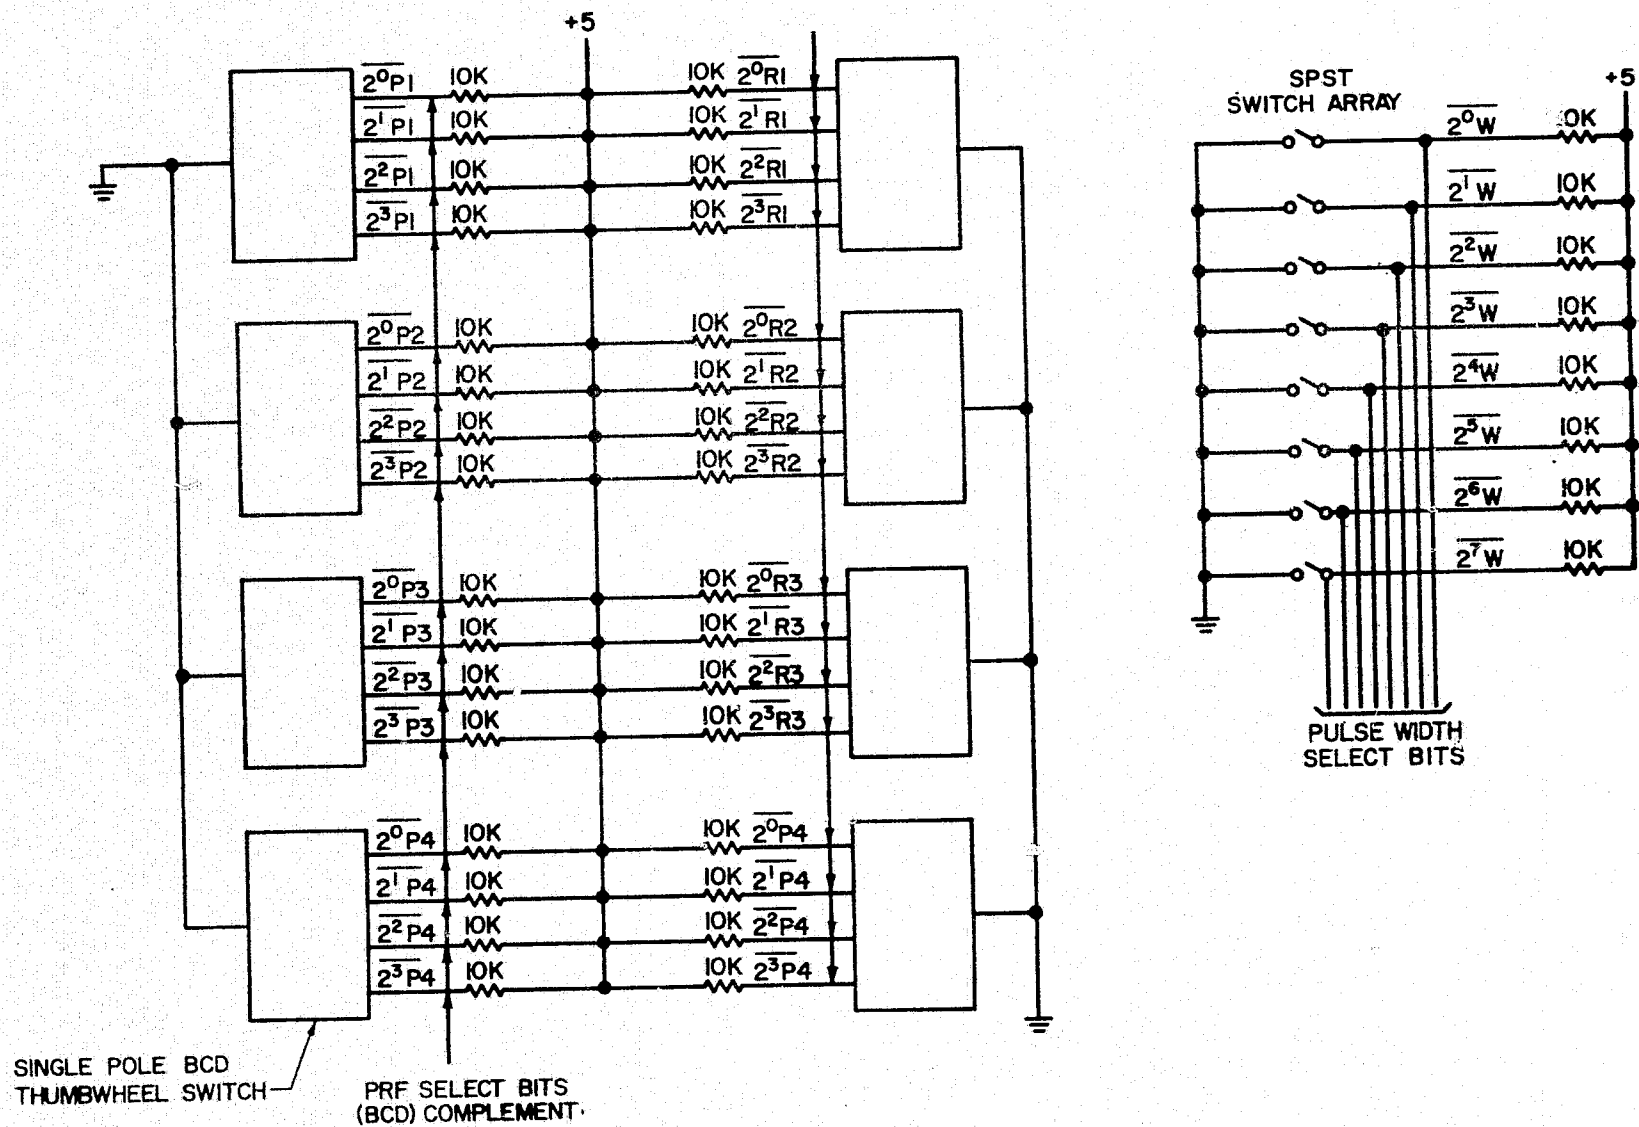 +5
2⁰P1 10K 10K 2⁰R1
2¹P1 10K 10K 2¹R1
2²P1 10K 10K 2²R1
2³P1 10K 10K 2³R1
2⁰P2 10K 10K 2⁰R2
2¹P2 10K 10K 2¹R2
2²P2 10K 10K 2²R2
2³P2 10K 10K 2³R2
2⁰P3 10K 10K 2⁰R3
2¹P3 10K 10K 2¹R3
2²P3 10K 10K 2²R3
2³P3 10K 10K 2³R3
2⁰P4 10K 10K 2⁰P4
2¹P4 10K 10K 2¹P4
2²P4 10K 10K 2²P4
2³P4 10K 10K 2³P4
SINGLE POLE BCD
THUMBWHEEL SWITCH
PRF SELECT BITS
(BCD) COMPLEMENT
SPST
SWITCH ARRAY
+5
2⁰W 10K
2¹W 10K
2²W 10K
2³W 10K
2⁴W 10K
2⁵W 10K
2⁶W 10K
2⁷W 10K
PULSE WIDTH
SELECT BITS